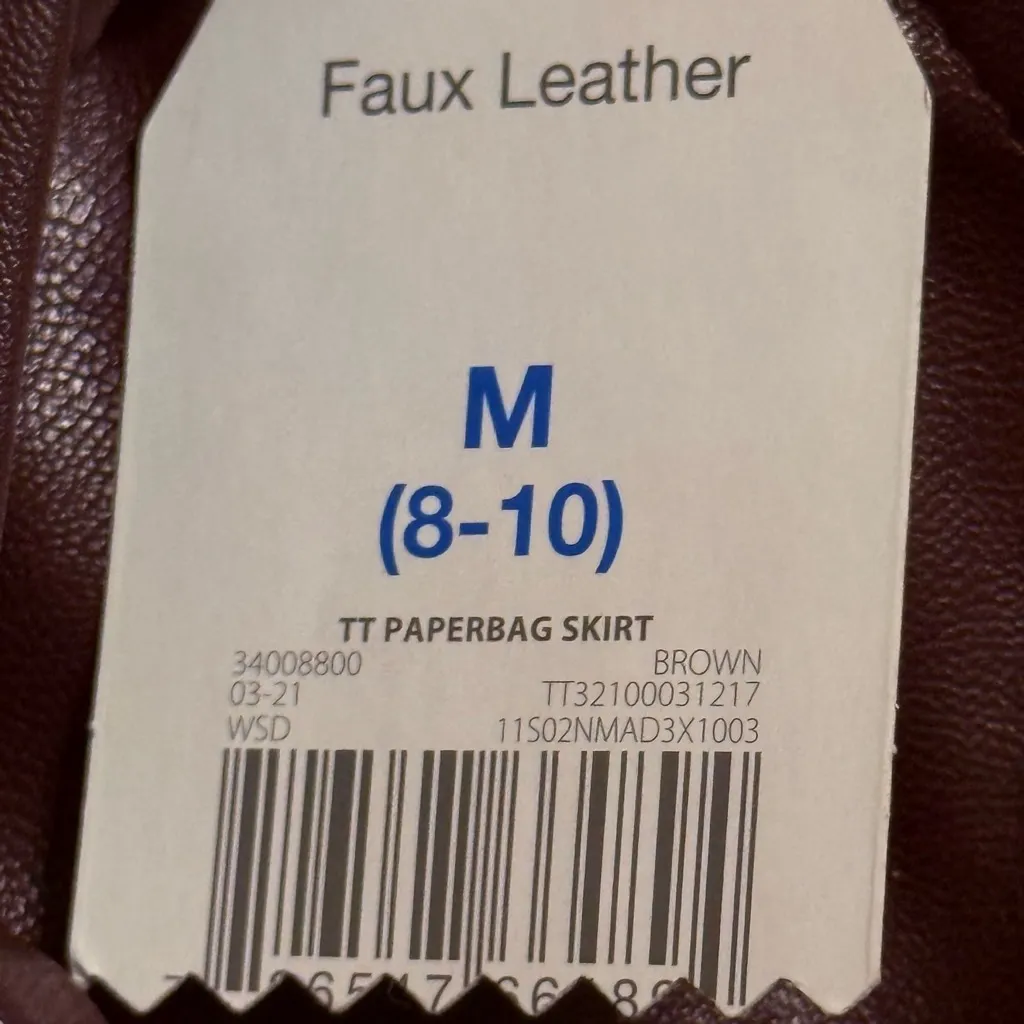 Faux Leather
M
(8-10)
TT PAPERBAG SKIRT
34008800 BROWN
03-21 TT32100031217
WSD 11S02NMAD3X1003